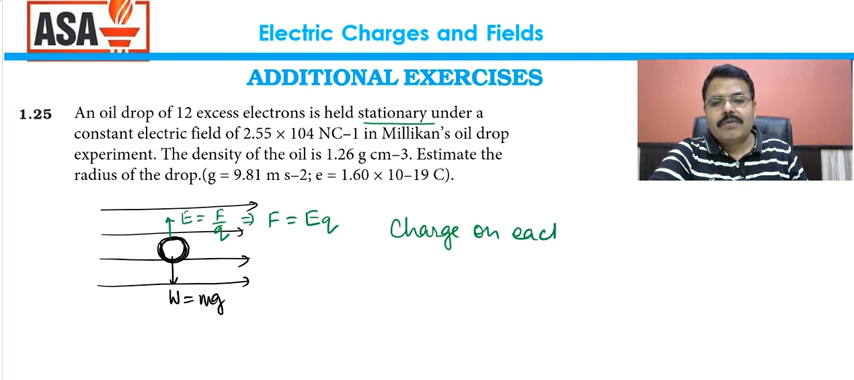 ASA
Electric Charges and Fields
ADDITIONAL EXERCISES
1.25 An oil drop of 12 excess electrons is held stationary under a
constant electric field of 2.55 × 104 NC–1 in Millikan's oil drop
experiment. The density of the oil is 1.26 g cm–3. Estimate the
radius of the drop.(g = 9.81 m s–2; e = 1.60 × 10–19 C).
E = F/q ⇒ F = Eq
Charge on eacl
W = mg